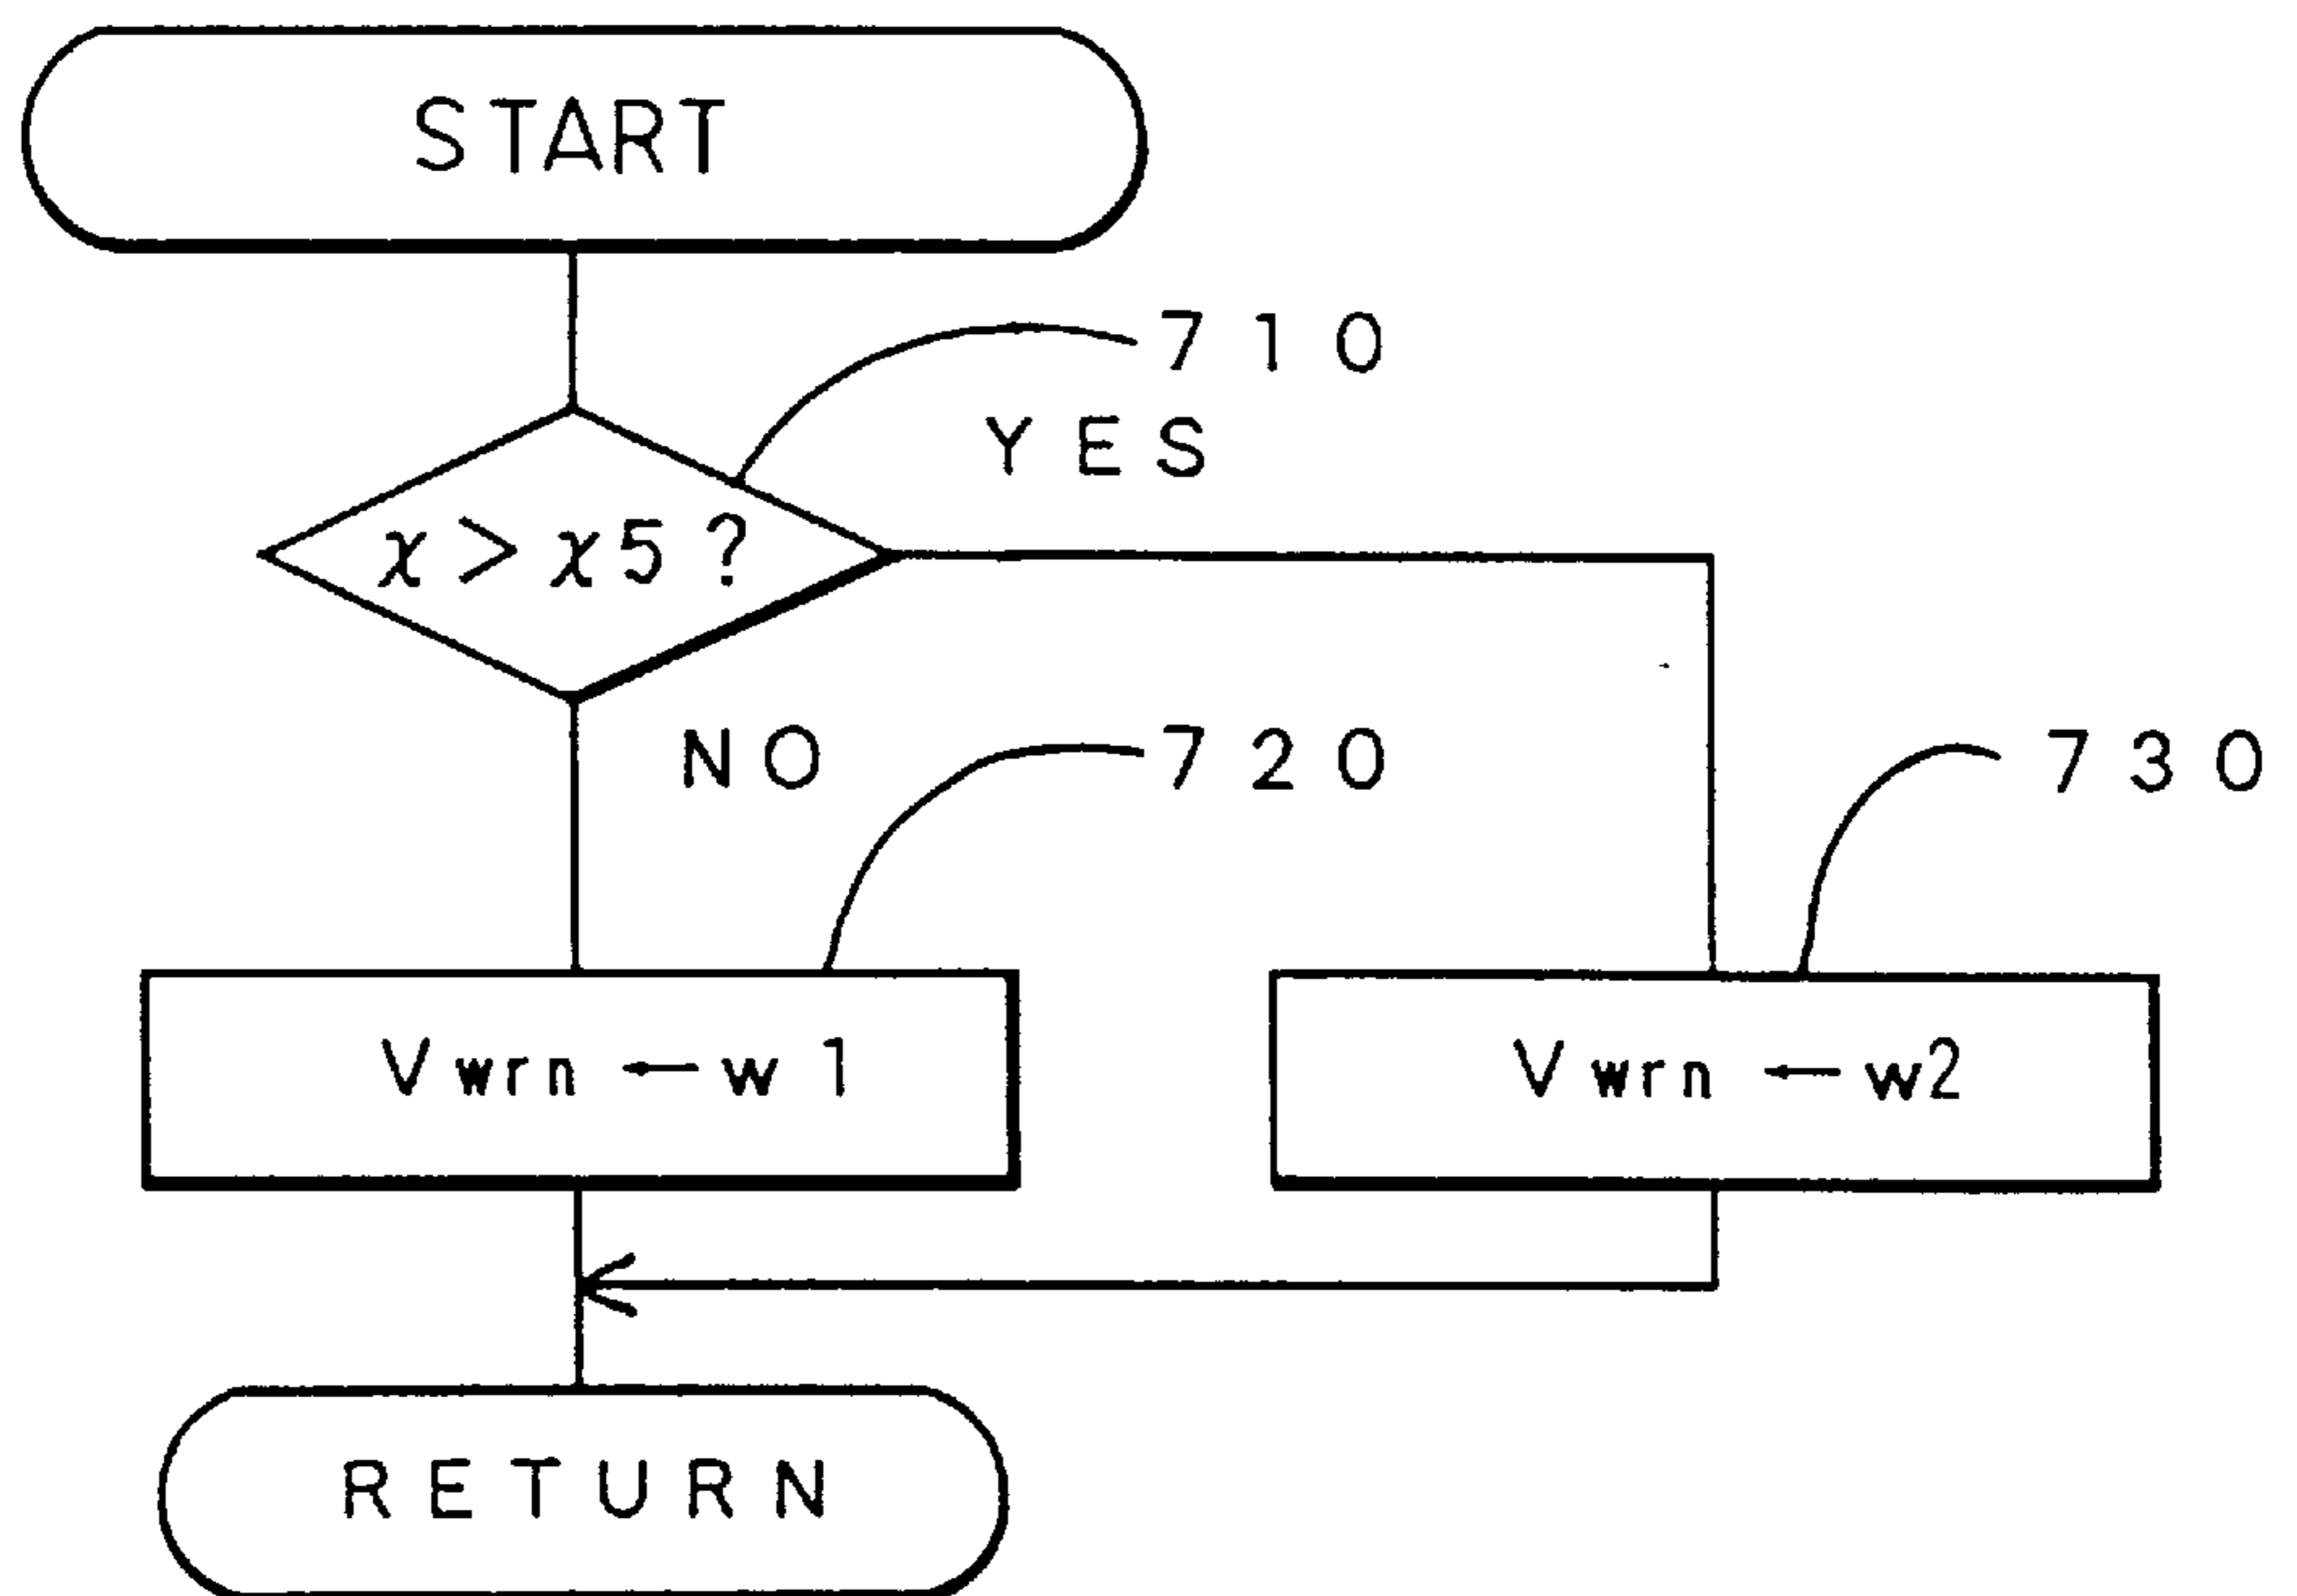 START
710
YES
χ>χ5?
NO
720
730
Vwrn ←w1
Vwrn ←w2
RETURN